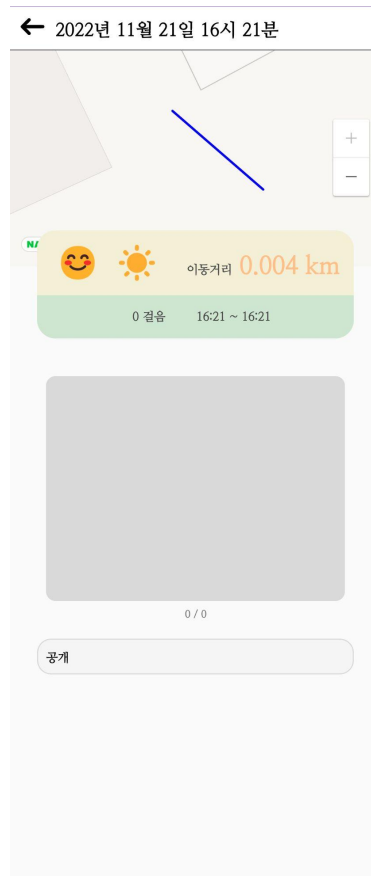 2022년 11월 21일 16시 21분
+
−
이동거리 0.004 km
0 걸음 16:21 ~ 16:21
0 / 0
공개